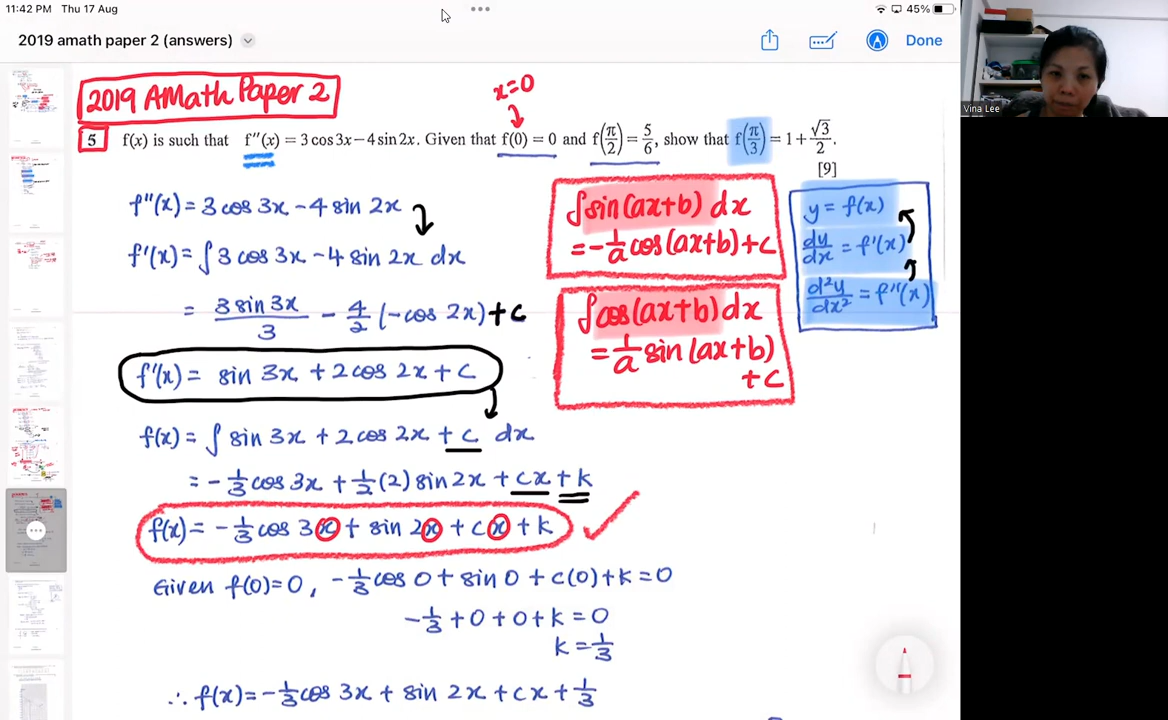 11:42 PM Thu 17 Aug
45%
2019 amath paper 2 (answers)
Done
Vina Lee
2019 AMath Paper 2
x=0
5 f(x) is such that f''(x) = 3 cos 3x − 4 sin 2x. Given that f(0) = 0 and f(π/2) = 5/6, show that f(π/3) = 1 + √3/2.
[9]
f''(x) = 3 cos 3x − 4 sin 2x
f'(x) = ∫ 3 cos 3x − 4 sin 2x dx
= 3 sin 3x/3 − 4/2 (−cos 2x) + c
f'(x) = sin 3x + 2 cos 2x + c
f(x) = ∫ sin 3x + 2 cos 2x + c dx
= −1/3 cos 3x + 1/2 (2) sin 2x + cx + k
f(x) = −1/3 cos 3x + sin 2x + cx + k
Given f(0)=0, −1/3 cos 0 + sin 0 + c(0) + k = 0
−1/3 + 0 + 0 + k = 0
k = 1/3
∴ f(x) = −1/3 cos 3x + sin 2x + cx + 1/3
∫ sin(ax+b) dx
= −1/a cos(ax+b) + c
∫ cos(ax+b) dx
= 1/a sin(ax+b)
+ c
y = f(x)
dy/dx = f'(x)
d²y/dx² = f''(x)